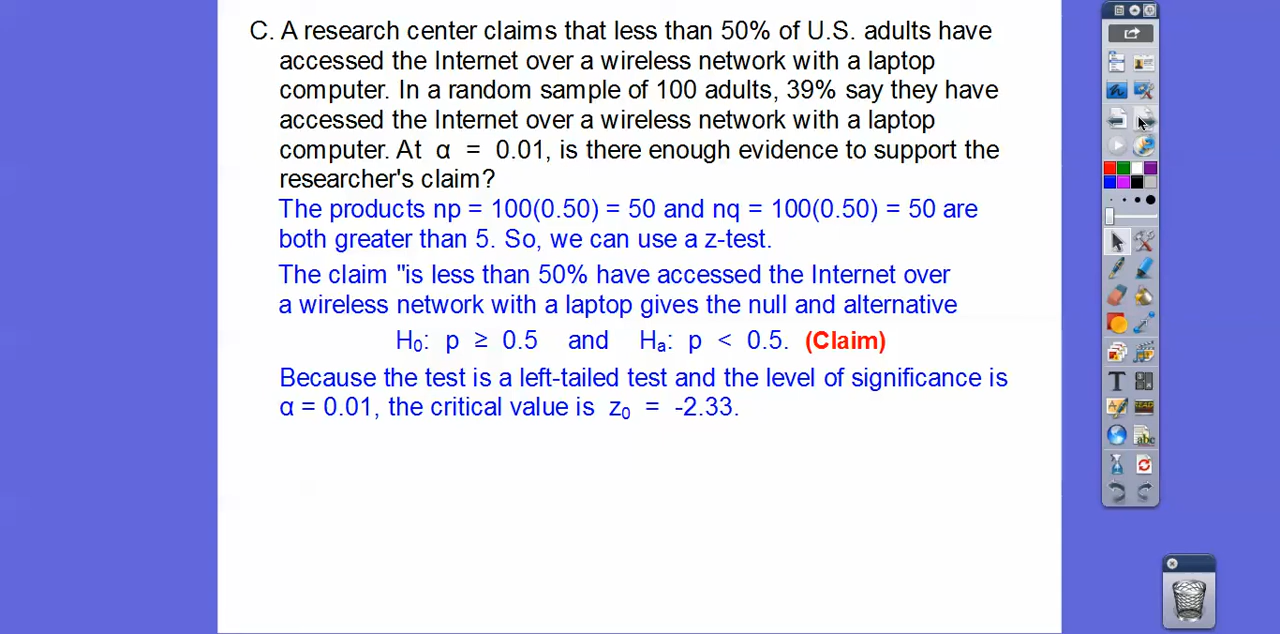 C. A research center claims that less than 50% of U.S. adults have
accessed the Internet over a wireless network with a laptop
computer. In a random sample of 100 adults, 39% say they have
accessed the Internet over a wireless network with a laptop
computer. At α = 0.01, is there enough evidence to support the
researcher's claim?
The products np = 100(0.50) = 50 and nq = 100(0.50) = 50 are
both greater than 5. So, we can use a z-test.
The claim "is less than 50% have accessed the Internet over
a wireless network with a laptop gives the null and alternative
H₀: p ≥ 0.5 and Hₐ: p < 0.5. (Claim)
Because the test is a left-tailed test and the level of significance is
α = 0.01, the critical value is z₀ = -2.33.